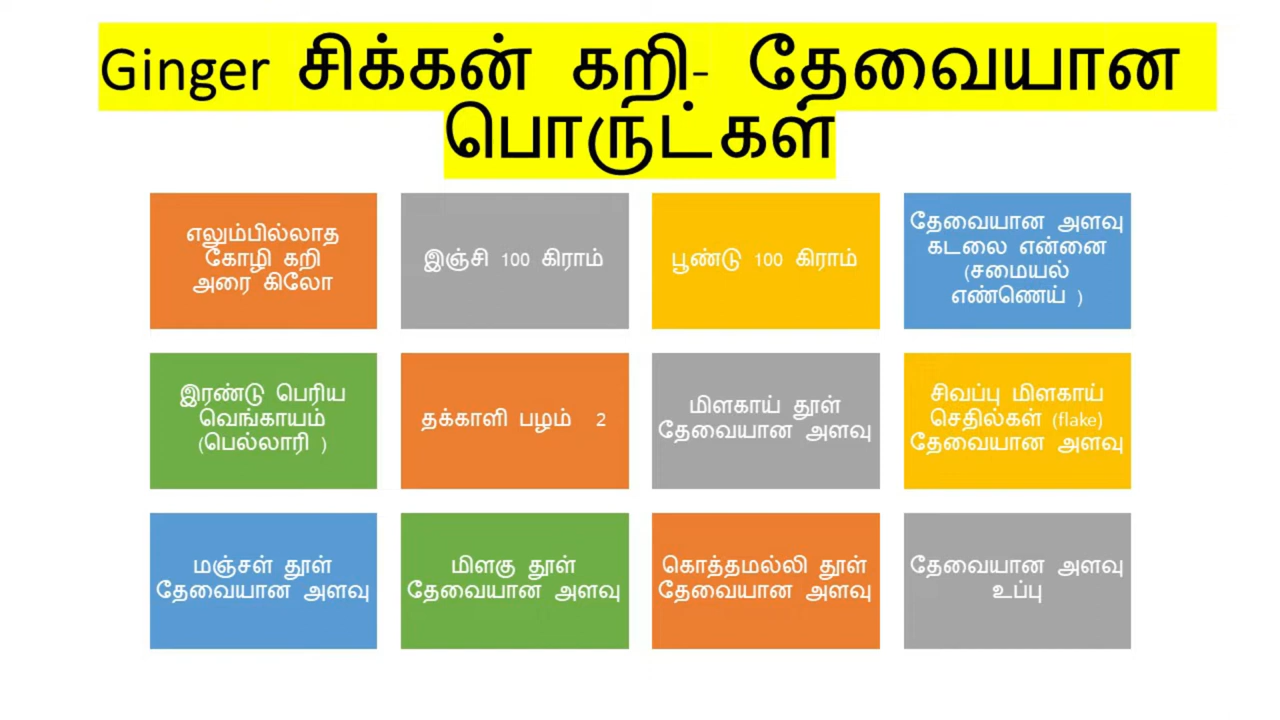 Ginger சிக்கன் கறி- தேவையான
பொருட்கள்
எலும்பில்லாத
கோழி கறி
அரை கிலோ
இஞ்சி 100 கிராம்
பூண்டு 100 கிராம்
தேவையான அளவு
கடலை என்னை
(சமையல்
எண்ணெய் )
இரண்டு பெரிய
வெங்காயம்
(பெல்லாரி )
தக்காளி பழம் 2
மிளகாய் தூள்
தேவையான அளவு
சிவப்பு மிளகாய்
செதில்கள் (flake)
தேவையான அளவு
மஞ்சள் தூள்
தேவையான அளவு
மிளகு தூள்
தேவையான அளவு
கொத்தமல்லி தூள்
தேவையான அளவு
தேவையான அளவு
உப்பு